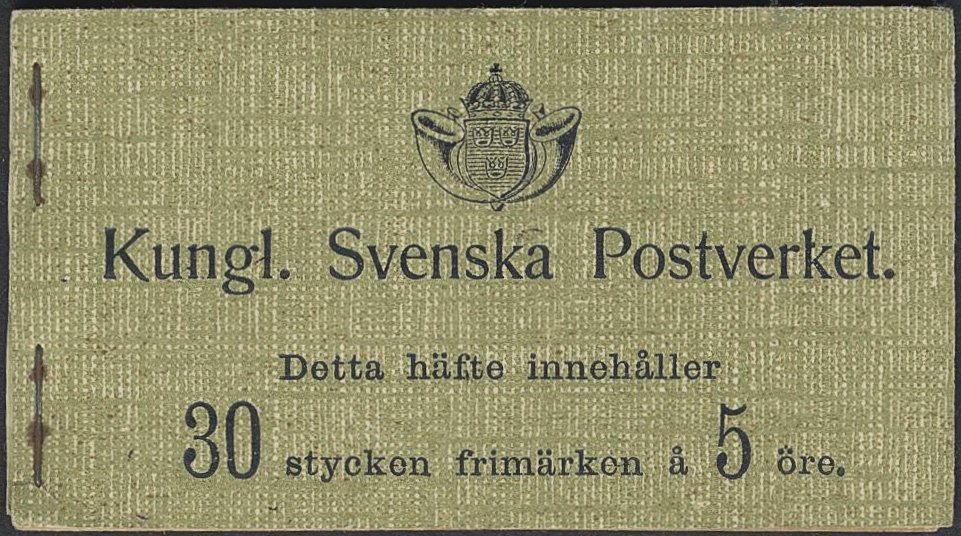 Kungl. Svenska Postverket.
Detta häfte innehåller
30 stycken frimärken å 5 öre.